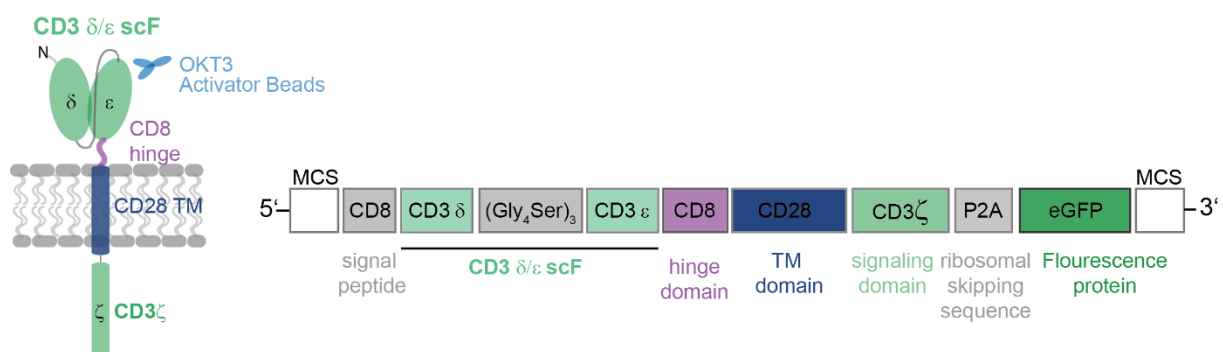 CD3 δ/ε scF
N
OKT3
Activator Beads
δ
ε
CD8
hinge
CD28 TM
ζ
CD3ζ
MCS
MCS
5‘
CD8
CD3 δ
(Gly4Ser)3
CD3 ε
CD8
CD28
CD3ζ
P2A
eGFP
3‘
signal
peptide
CD3 δ/ε scF
hinge
domain
TM
domain
signaling
domain
ribosomal
skipping
sequence
Flourescence
protein